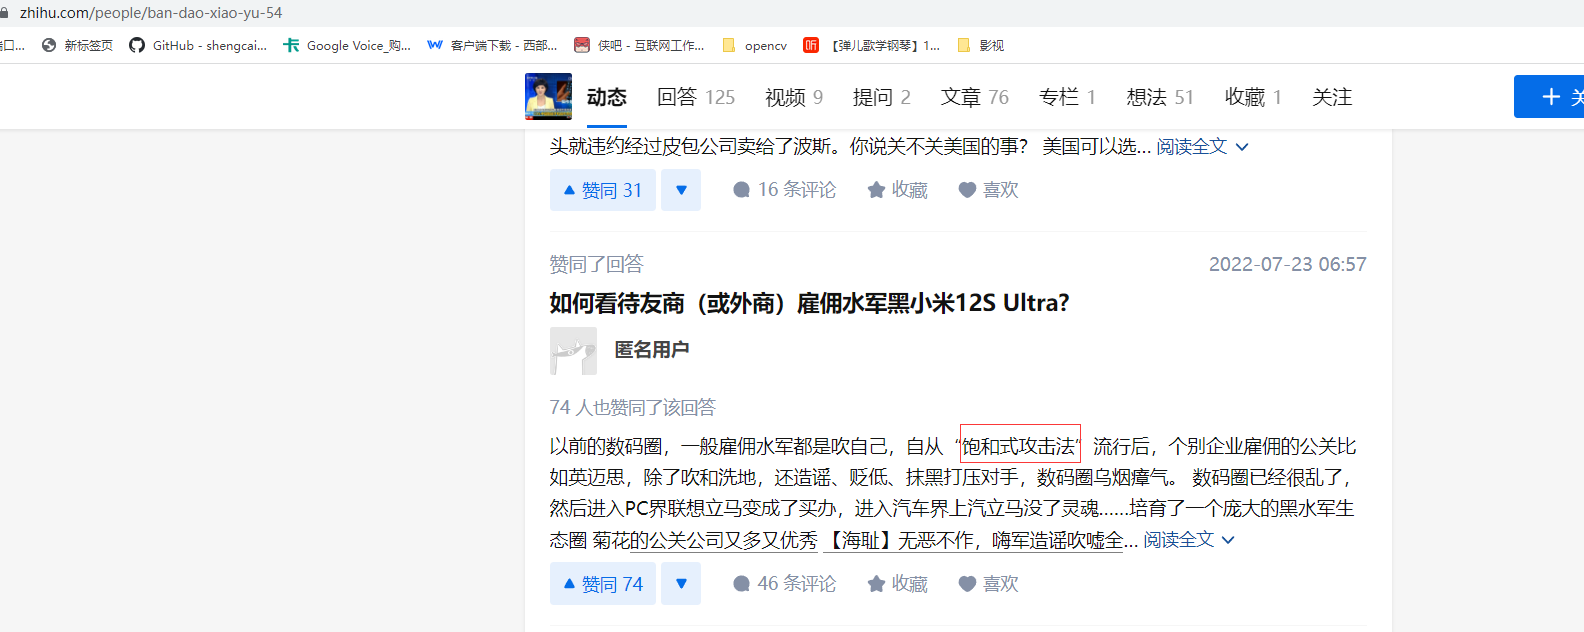 zhihu.com/people/ban-dao-xiao-yu-54
端口... 新标签页 GitHub - shengcai... Google Voice_购... 客户端下载 - 西部... 侠吧 - 互联网工作... opencv 【弹儿歌学钢琴】1... 影视
动态 回答 125 视频 9 提问 2 文章 76 专栏 1 想法 51 收藏 1 关注
头就违约经过皮包公司卖给了波斯。你说关不关美国的事？ 美国可以选... 阅读全文
赞同 31 16 条评论 收藏 喜欢
赞同了回答 2022-07-23 06:57
如何看待友商（或外商）雇佣水军黑小米12S Ultra?
匿名用户
74 人也赞同了该回答
以前的数码圈，一般雇佣水军都是吹自己，自从“饱和式攻击法”流行后，个别企业雇佣的公关比
如英迈思，除了吹和洗地，还造谣、贬低、抹黑打压对手，数码圈乌烟瘴气。 数码圈已经很乱了，
然后进入PC界联想立马变成了买办，进入汽车界上汽立马没了灵魂……培育了一个庞大的黑水军生
态圈 菊花的公关公司又多又优秀 【海耻】无恶不作，嗨军造谣吹嘘全... 阅读全文
赞同 74 46 条评论 收藏 喜欢